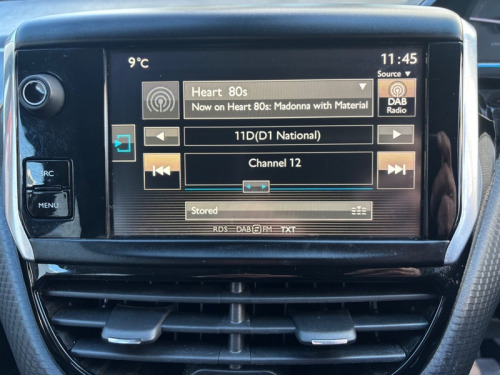 9°C
11:45
Source ▼
Heart 80s
Now on Heart 80s: Madonna with Material
DAB
Radio
11D(D1 National)
Channel 12
SRC
MENU
Stored
RDS DAB FM TXT